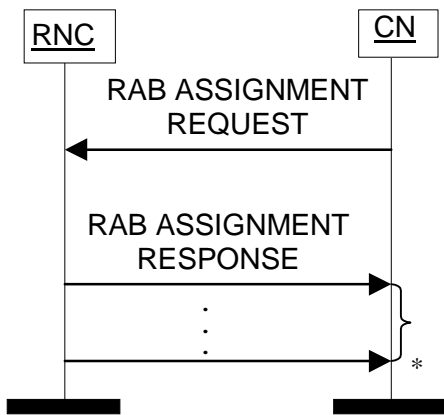 RNC
CN
RAB ASSIGNMENT
REQUEST
RAB ASSIGNMENT
RESPONSE
.
.
.
*